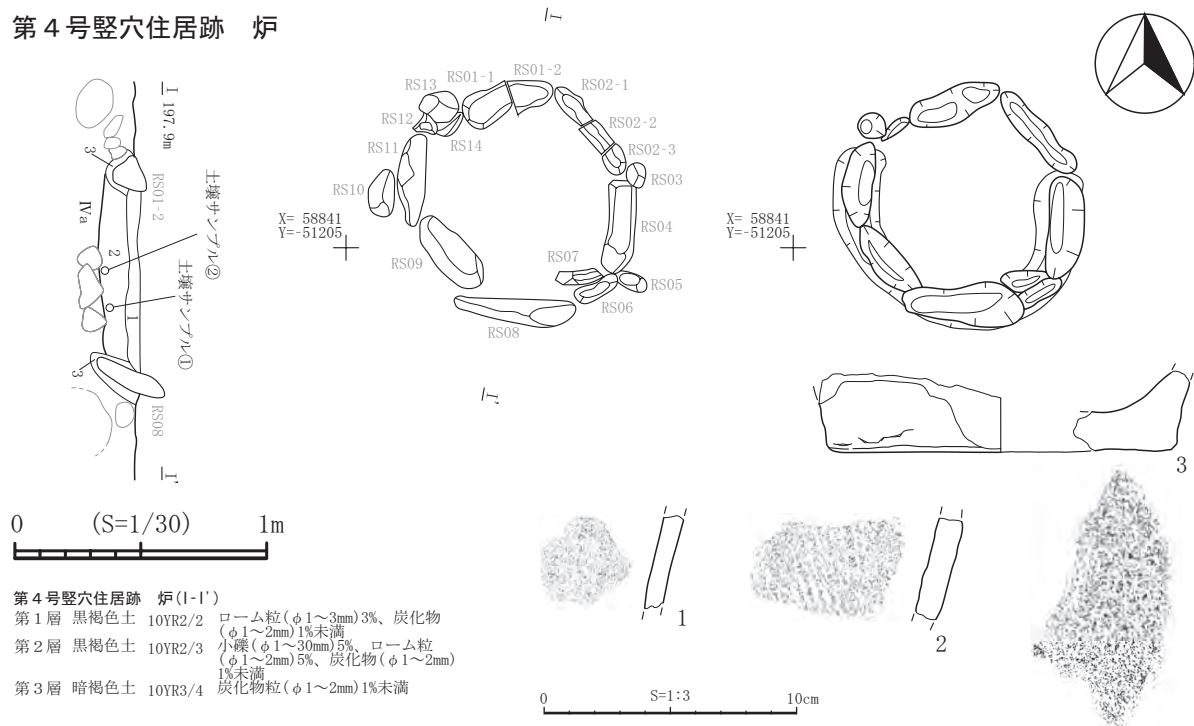 第４号竪穴住居跡　炉
I
197.9m
3
RS01-2
Ⅳa
2
土壌サンプル②
1
土壌サンプル①
3
RS08
I'
I
RS13
RS01-1
RS01-2
RS02-1
RS12
RS02-2
RS11
RS14
RS02-3
RS03
RS10
X= 58841
Y=-51205
RS04
RS09
RS07
RS05
RS06
RS08
I'
X= 58841
Y=-51205
0 (S=1/30) 1m
第４号竪穴住居跡　炉(I-I')
第１層 黒褐色土 10YR2/2 ローム粒(φ1～3mm)3%、炭化物
(φ1～2mm)1%未満
第２層 黒褐色土 10YR2/3 小礫(φ1～30mm)5%、ローム粒
(φ1～2mm)5%、炭化物(φ1～2mm)
1%未満
第３層 暗褐色土 10YR3/4 炭化物粒(φ1～2mm)1%未満
1
2
3
0 S=1:3 10cm